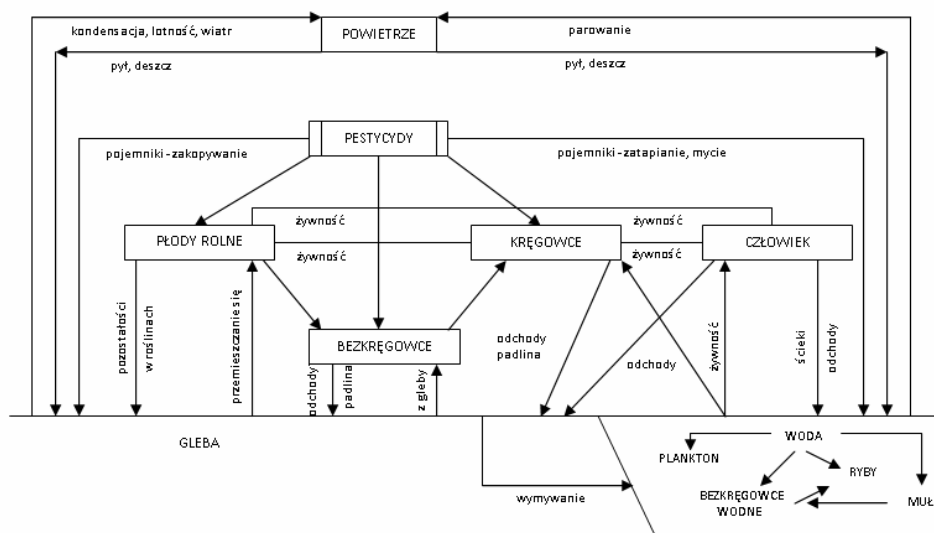 kondensacja, lotność, wiatr
POWIETRZE
parowanie
pył, deszcz
pył, deszcz
PESTYCYDY
pojemniki-zakopywanie
pojemniki-zatapianie, mycie
żywność
żywność
PŁODY ROLNE
KRĘGOWCE
CZŁOWIEK
żywność
żywność
pozostałości
w roślinach
przemieszczanie się
BEZKRĘGOWCE
odchody
padlina
z gleby
odchody
padlina
odchody
żywność
ścieki
odchody
GLEBA
WODA
PLANKTON
RYBY
BEZKRĘGOWCE
WODNE
MUŁ
wymywanie